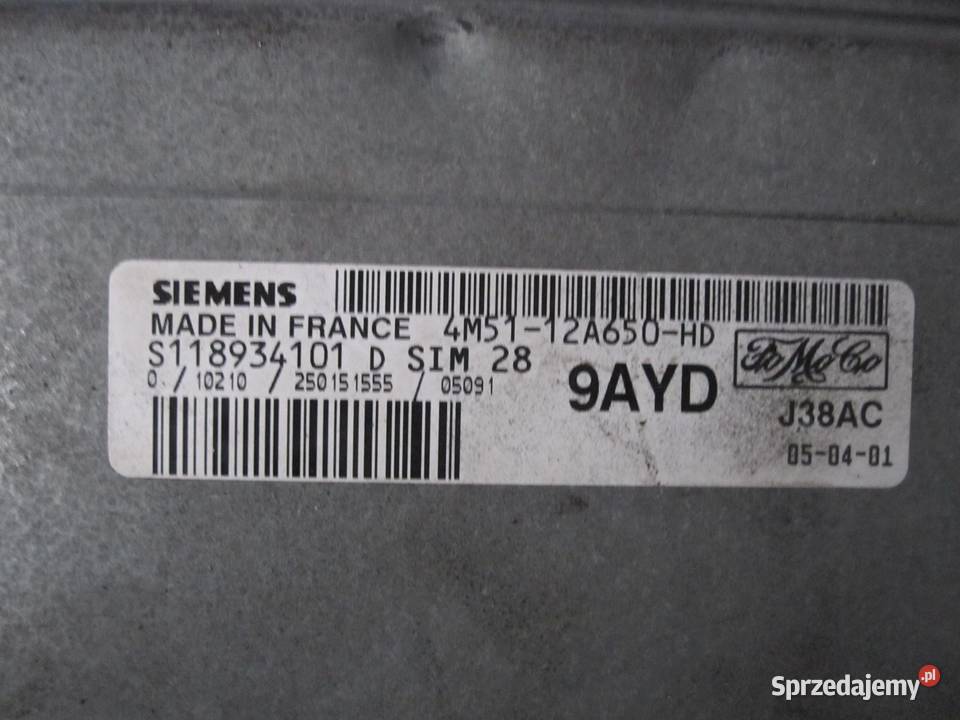 SIEMENS
MADE IN FRANCE 4M51-12A650-HD
S118934101 D SIM 28
0 / 10210 / 250151555 / 05091
9AYD
FoMoCo
J38AC
05-04-01
Sprzedajemy.pl